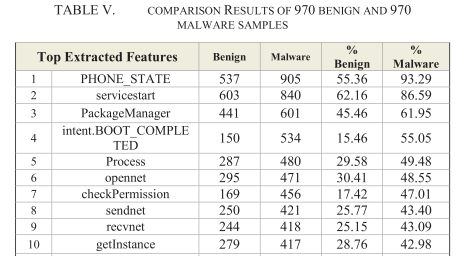 TABLE V. COMPARISON RESULTS OF 970 BENIGN AND 970
MALWARE SAMPLES
Top Extracted Features Benign Malware % Benign % Malware
1 PHONE_STATE 537 905 55.36 93.29
2 servicestart 603 840 62.16 86.59
3 PackageManager 441 601 45.46 61.95
4 intent.BOOT_COMPLE
TED 150 534 15.46 55.05
5 Process 287 480 29.58 49.48
6 opennet 295 471 30.41 48.55
7 checkPermission 169 456 17.42 47.01
8 sendnet 250 421 25.77 43.40
9 recvnet 244 418 25.15 43.09
10 getInstance 279 417 28.76 42.98